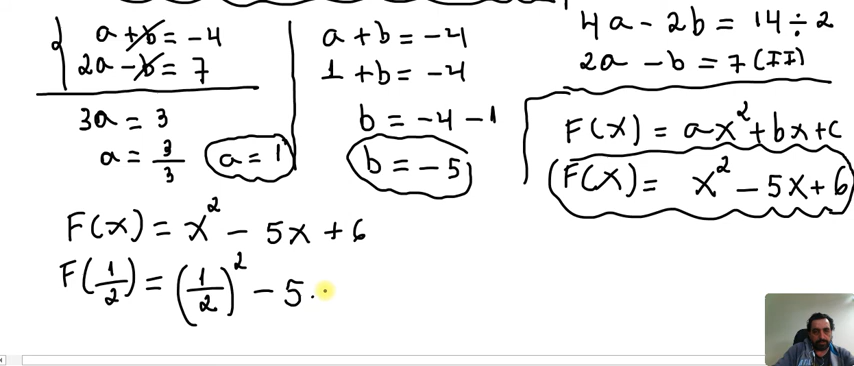 a + b = -4
2a - b = 7
3a = 3
a = 3/3 a = 1
a + b = -4
1 + b = -4
b = -4 - 1
b = -5
4a - 2b = 14 ÷ 2
2a - b = 7 (II)
F(x) = ax² + bx + c
F(x) = x² - 5x + 6
F(x) = x² - 5x + 6
F(1/2) = (1/2)² - 5 .